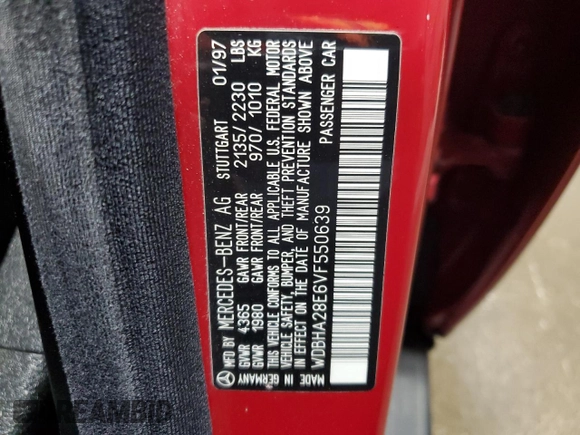 MFD BY MERCEDES-BENZ AG STUTTGART 01/97
GVWR 4365 GAWR FRONT/REAR 2135/2230 LBS
GVWR 1980 GAWR FRONT/REAR 970/1010 KG
THIS VEHICLE CONFORMS TO ALL APPLICABLE U.S. FEDERAL MOTOR
VEHICLE SAFETY, BUMPER, AND THEFT PREVENTION STANDARDS
IN EFFECT ON THE DATE OF MANUFACTURE SHOWN ABOVE
MADE IN GERMANY
WDBHA28E6VF550639 PASSENGER CAR
REAMBID